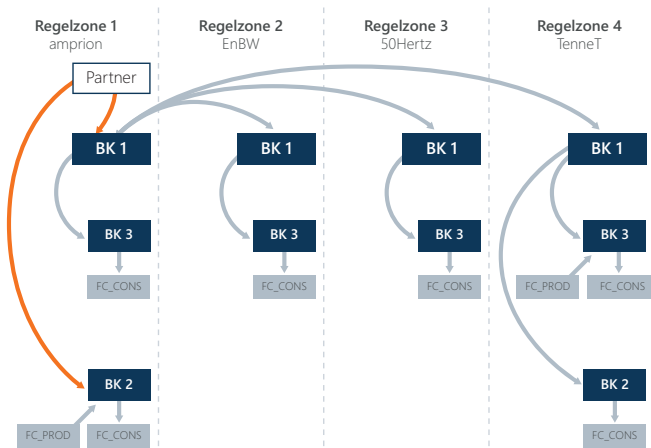 Regelzone 1
amprion
Regelzone 2
EnBW
Regelzone 3
50Hertz
Regelzone 4
TenneT
Partner
BK 1
BK 1
BK 1
BK 1
BK 3
BK 3
BK 3
BK 3
FC_CONS
FC_CONS
FC_CONS
FC_PROD
FC_CONS
BK 2
BK 2
FC_PROD
FC_CONS
FC_CONS